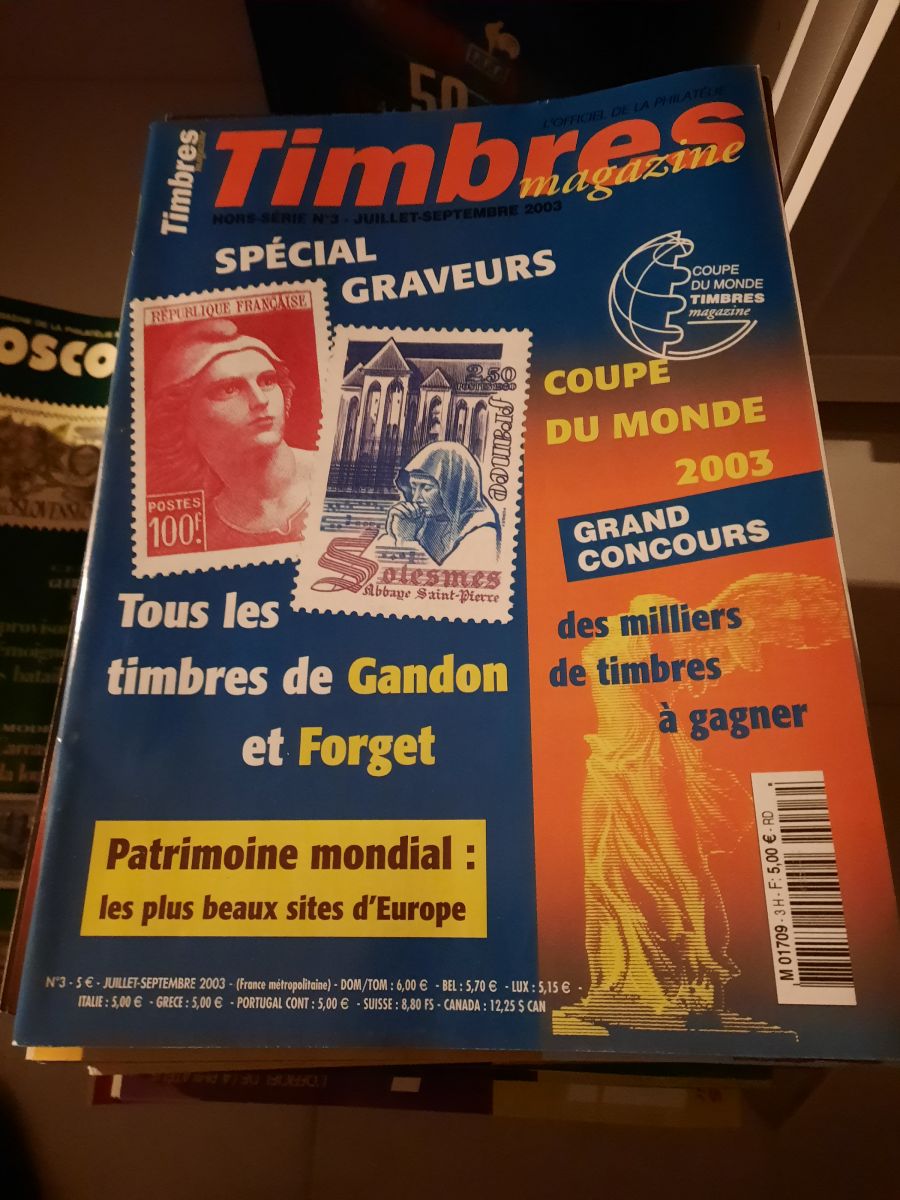 50
L'OFFICIEL DE LA PHILATÉLIE
Timbres
Timbres
magazine
HORS-SÉRIE N°3 - JUILLET-SEPTEMBRE 2003
SPÉCIAL
GRAVEURS
RÉPUBLIQUE FRANÇAISE
POSTES
100F.
2,50
france
Solesmes
Abbaye Saint-Pierre
COUPE
DU MONDE
TIMBRES
magazine
COUPE
DU MONDE
2003
GRAND
CONCOURS
des milliers
de timbres
à gagner
Tous les
timbres de Gandon
et Forget
Patrimoine mondial :
les plus beaux sites d'Europe
N°3 - 5 € - JUILLET-SEPTEMBRE 2003 - (France métropolitaine) - DOM/TOM : 6,00 € - BEL : 5,70 € - LUX : 5,15 € -
ITALIE : 5,00 € - GRECE : 5,00 € - PORTUGAL CONT : 5,00 € - SUISSE : 8,80 FS - CANADA : 12,25 $ CAN
M 01709 - 3 H - F: 5,00 € - RD
OSCO